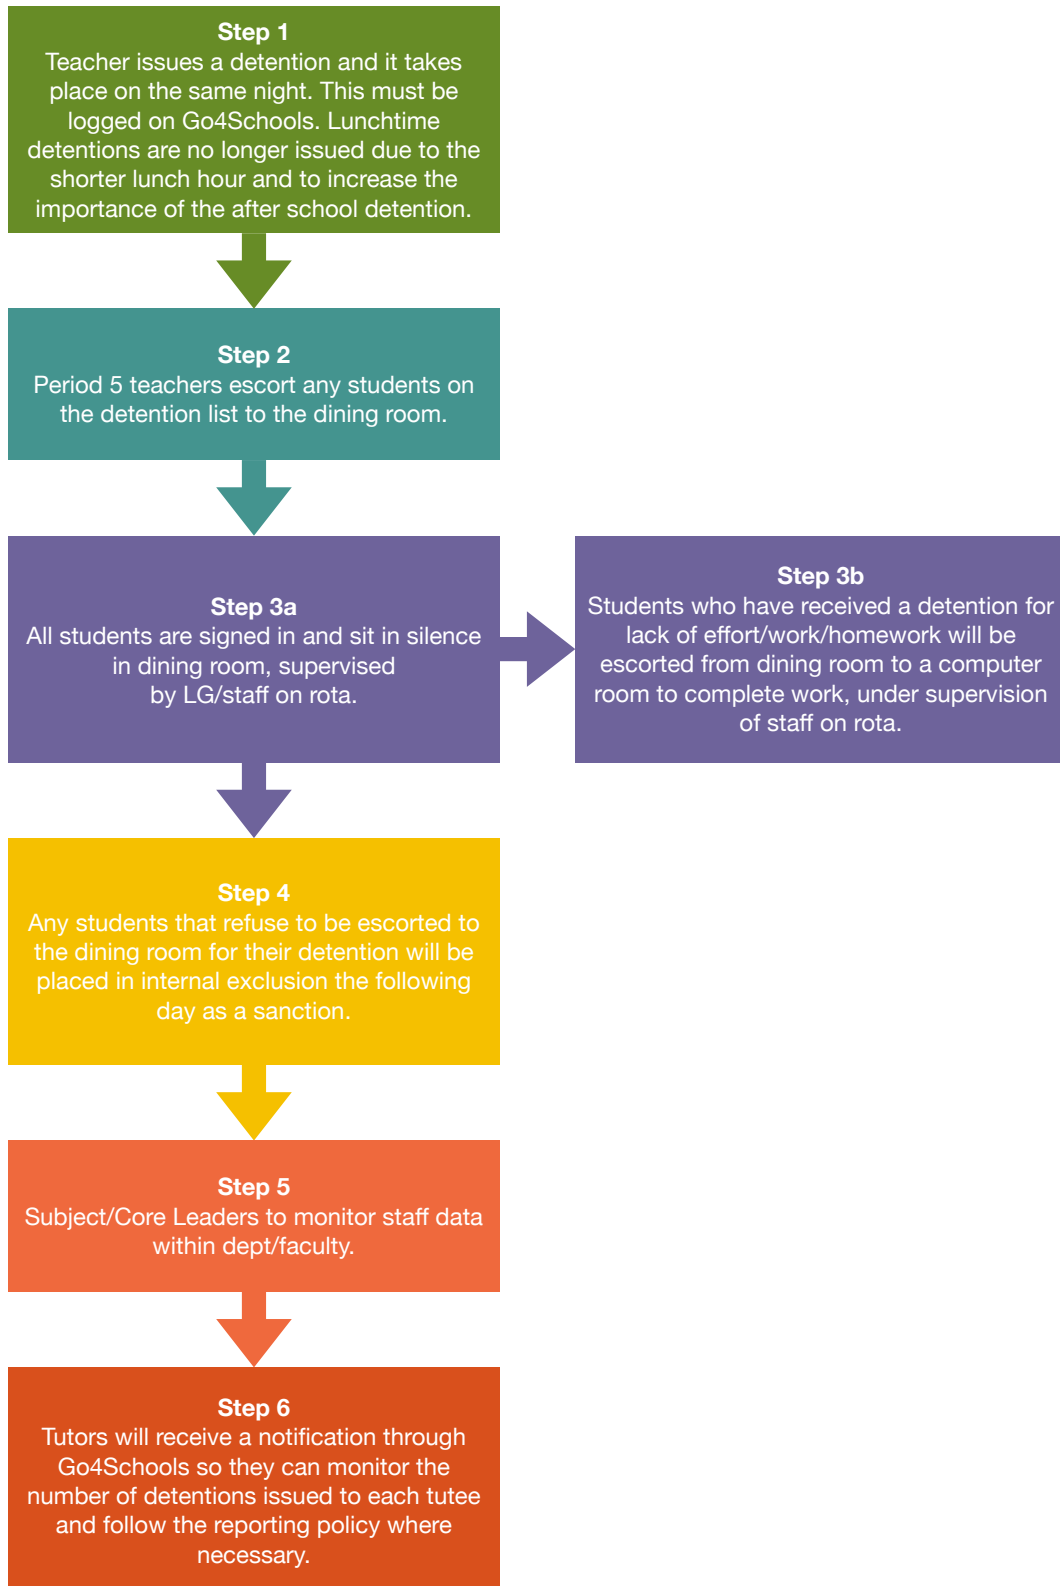 Step 1
Teacher issues a detention and it takes
place on the same night. This must be
logged on Go4Schools. Lunchtime
detentions are no longer issued due to the
shorter lunch hour and to increase the
importance of the after school detention.
Step 2
Period 5 teachers escort any students on
the detention list to the dining room.
Step 3a
All students are signed in and sit in silence
in dining room, supervised
by LG/staff on rota.
Step 3b
Students who have received a detention for
lack of effort/work/homework will be
escorted from dining room to a computer
room to complete work, under supervision
of staff on rota.
Step 4
Any students that refuse to be escorted to
the dining room for their detention will be
placed in internal exclusion the following
day as a sanction.
Step 5
Subject/Core Leaders to monitor staff data
within dept/faculty.
Step 6
Tutors will receive a notification through
Go4Schools so they can monitor the
number of detentions issued to each tutee
and follow the reporting policy where
necessary.